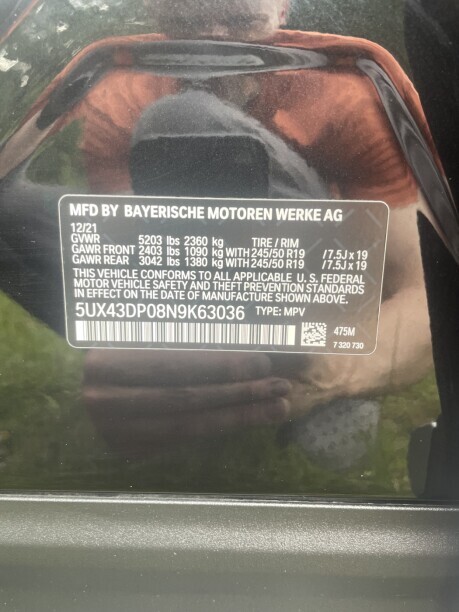 MFD BY BAYERISCHE MOTOREN WERKE AG
12/21
GVWR 5203 lbs 2360 kg TIRE / RIM
GAWR FRONT 2403 lbs 1090 kg WITH 245/50 R19 / 7.5J x 19
GAWR REAR 3042 lbs 1380 kg WITH 245/50 R19 / 7.5J x 19
THIS VEHICLE CONFORMS TO ALL APPLICABLE U. S. FEDERAL
MOTOR VEHICLE SAFETY AND THEFT PREVENTION STANDARDS
IN EFFECT ON THE DATE OF MANUFACTURE SHOWN ABOVE.
5UX43DP08N9K63036 TYPE: MPV
475M
7 320 730